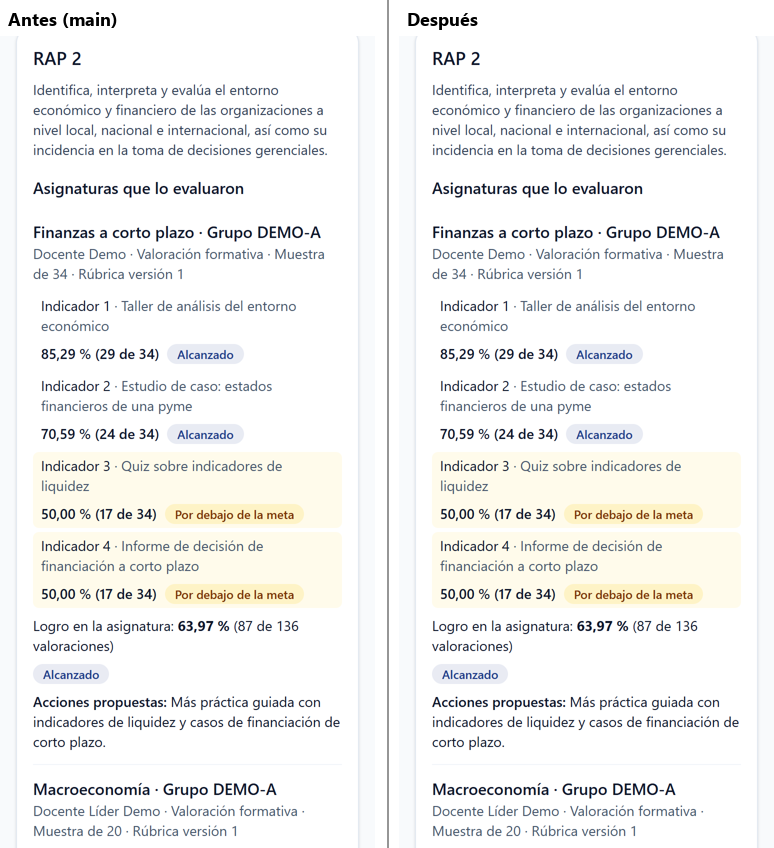 Antes (main)
RAP 2
Identifica, interpreta y evalúa el entorno
económico y financiero de las organizaciones a
nivel local, nacional e internacional, así como su
incidencia en la toma de decisiones gerenciales.
Asignaturas que lo evaluaron
Finanzas a corto plazo · Grupo DEMO-A
Docente Demo · Valoración formativa · Muestra
de 34 · Rúbrica versión 1
Indicador 1 · Taller de análisis del entorno
económico
85,29 % (29 de 34) Alcanzado
Indicador 2 · Estudio de caso: estados
financieros de una pyme
70,59 % (24 de 34) Alcanzado
Indicador 3 · Quiz sobre indicadores de
liquidez
50,00 % (17 de 34) Por debajo de la meta
Indicador 4 · Informe de decisión de
financiación a corto plazo
50,00 % (17 de 34) Por debajo de la meta
Logro en la asignatura: 63,97 % (87 de 136
valoraciones)
Alcanzado
Acciones propuestas: Más práctica guiada con
indicadores de liquidez y casos de financiación de
corto plazo.
Macroeconomía · Grupo DEMO-A
Docente Líder Demo · Valoración formativa ·
Muestra de 20 · Rúbrica versión 1
Después
RAP 2
Identifica, interpreta y evalúa el entorno
económico y financiero de las organizaciones a
nivel local, nacional e internacional, así como su
incidencia en la toma de decisiones gerenciales.
Asignaturas que lo evaluaron
Finanzas a corto plazo · Grupo DEMO-A
Docente Demo · Valoración formativa · Muestra
de 34 · Rúbrica versión 1
Indicador 1 · Taller de análisis del entorno
económico
85,29 % (29 de 34) Alcanzado
Indicador 2 · Estudio de caso: estados
financieros de una pyme
70,59 % (24 de 34) Alcanzado
Indicador 3 · Quiz sobre indicadores de
liquidez
50,00 % (17 de 34) Por debajo de la meta
Indicador 4 · Informe de decisión de
financiación a corto plazo
50,00 % (17 de 34) Por debajo de la meta
Logro en la asignatura: 63,97 % (87 de 136
valoraciones)
Alcanzado
Acciones propuestas: Más práctica guiada con
indicadores de liquidez y casos de financiación de
corto plazo.
Macroeconomía · Grupo DEMO-A
Docente Líder Demo · Valoración formativa ·
Muestra de 20 · Rúbrica versión 1